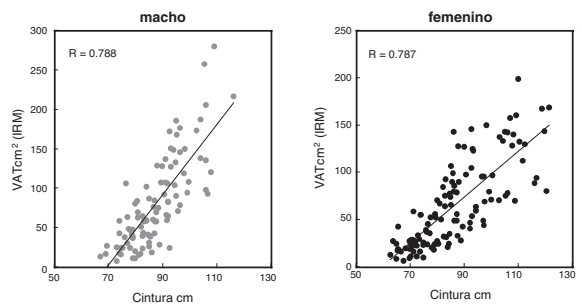 macho
300
250
200
150
100
50
0
R = 0.788
VATcm² (IRM)
50 70 90 110 130
Cintura cm
femenino
250
200
150
100
50
0
R = 0.787
VATcm² (IRM)
50 70 90 110 130
Cintura cm